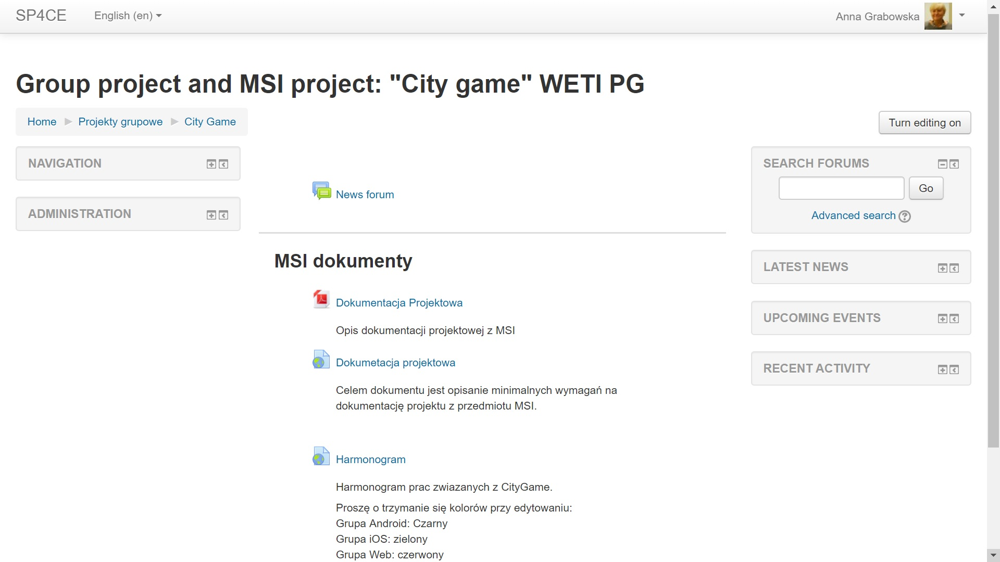 SP4CE
English (en)
Anna Grabowska
Group project and MSI project: "City game" WETI PG
Home
Projekty grupowe
City Game
Turn editing on
NAVIGATION
ADMINISTRATION
News forum
MSI dokumenty
Dokumentacja Projektowa
Opis dokumentacji projektowej z MSI
Dokumetacja projektowa
Celem dokumentu jest opisanie minimalnych wymagań na
dokumentację projektu z przedmiotu MSI.
Harmonogram
Harmonogram prac zwiazanych z CityGame.
Proszę o trzymanie się kolorów przy edytowaniu:
Grupa Android: Czarny
Grupa iOS: zielony
Grupa Web: czerwony
SEARCH FORUMS
Go
Advanced search
LATEST NEWS
UPCOMING EVENTS
RECENT ACTIVITY